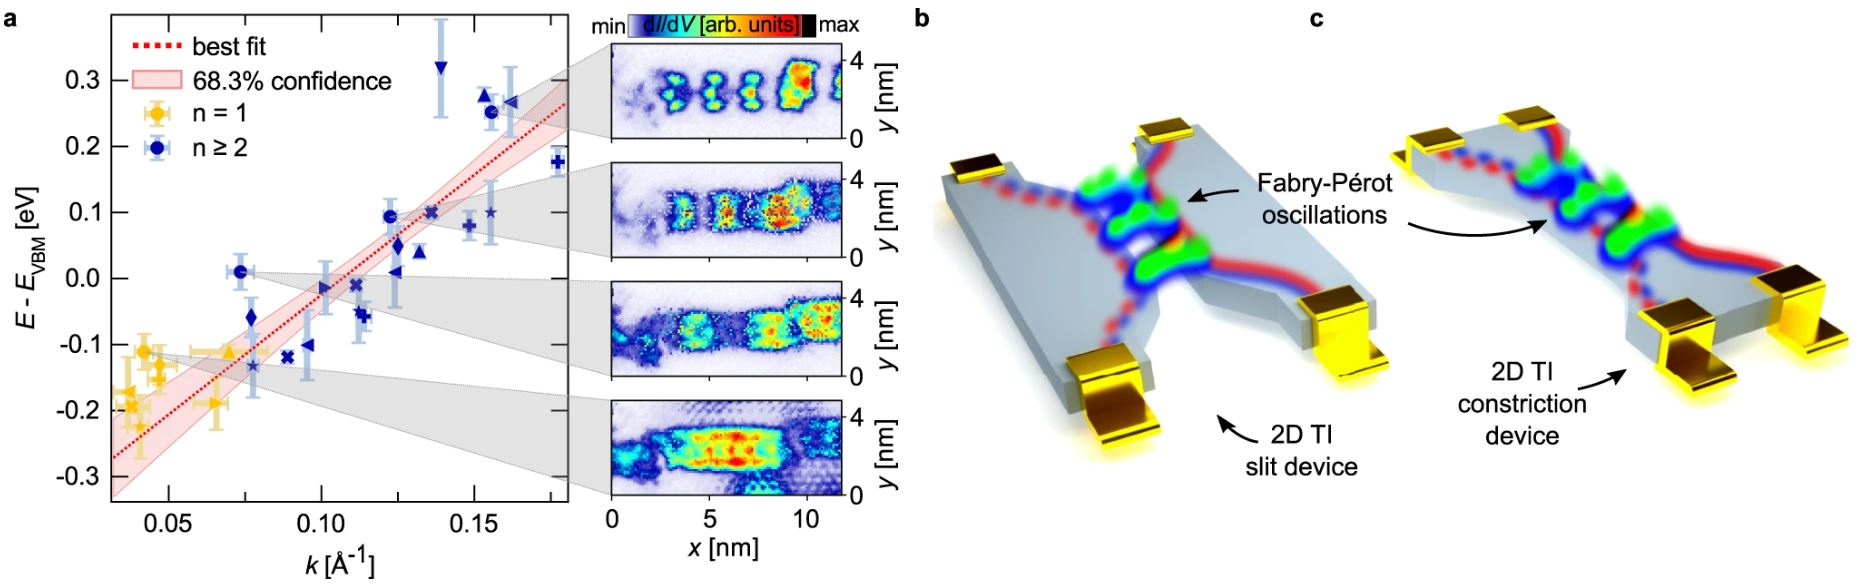 a
best fit
68.3% confidence
n = 1
n ≥ 2
0.3
0.2
0.1
0.0
-0.1
-0.2
-0.3
E - E_VBM [eV]
0.05
0.10
0.15
k [Å⁻¹]
min
dI/dV [arb. units]
max
4
0
y [nm]
4
0
y [nm]
4
0
y [nm]
4
0
y [nm]
0
5
10
x [nm]
b
c
Fabry-Pérot
oscillations
2D TI
slit device
2D TI
constriction
device